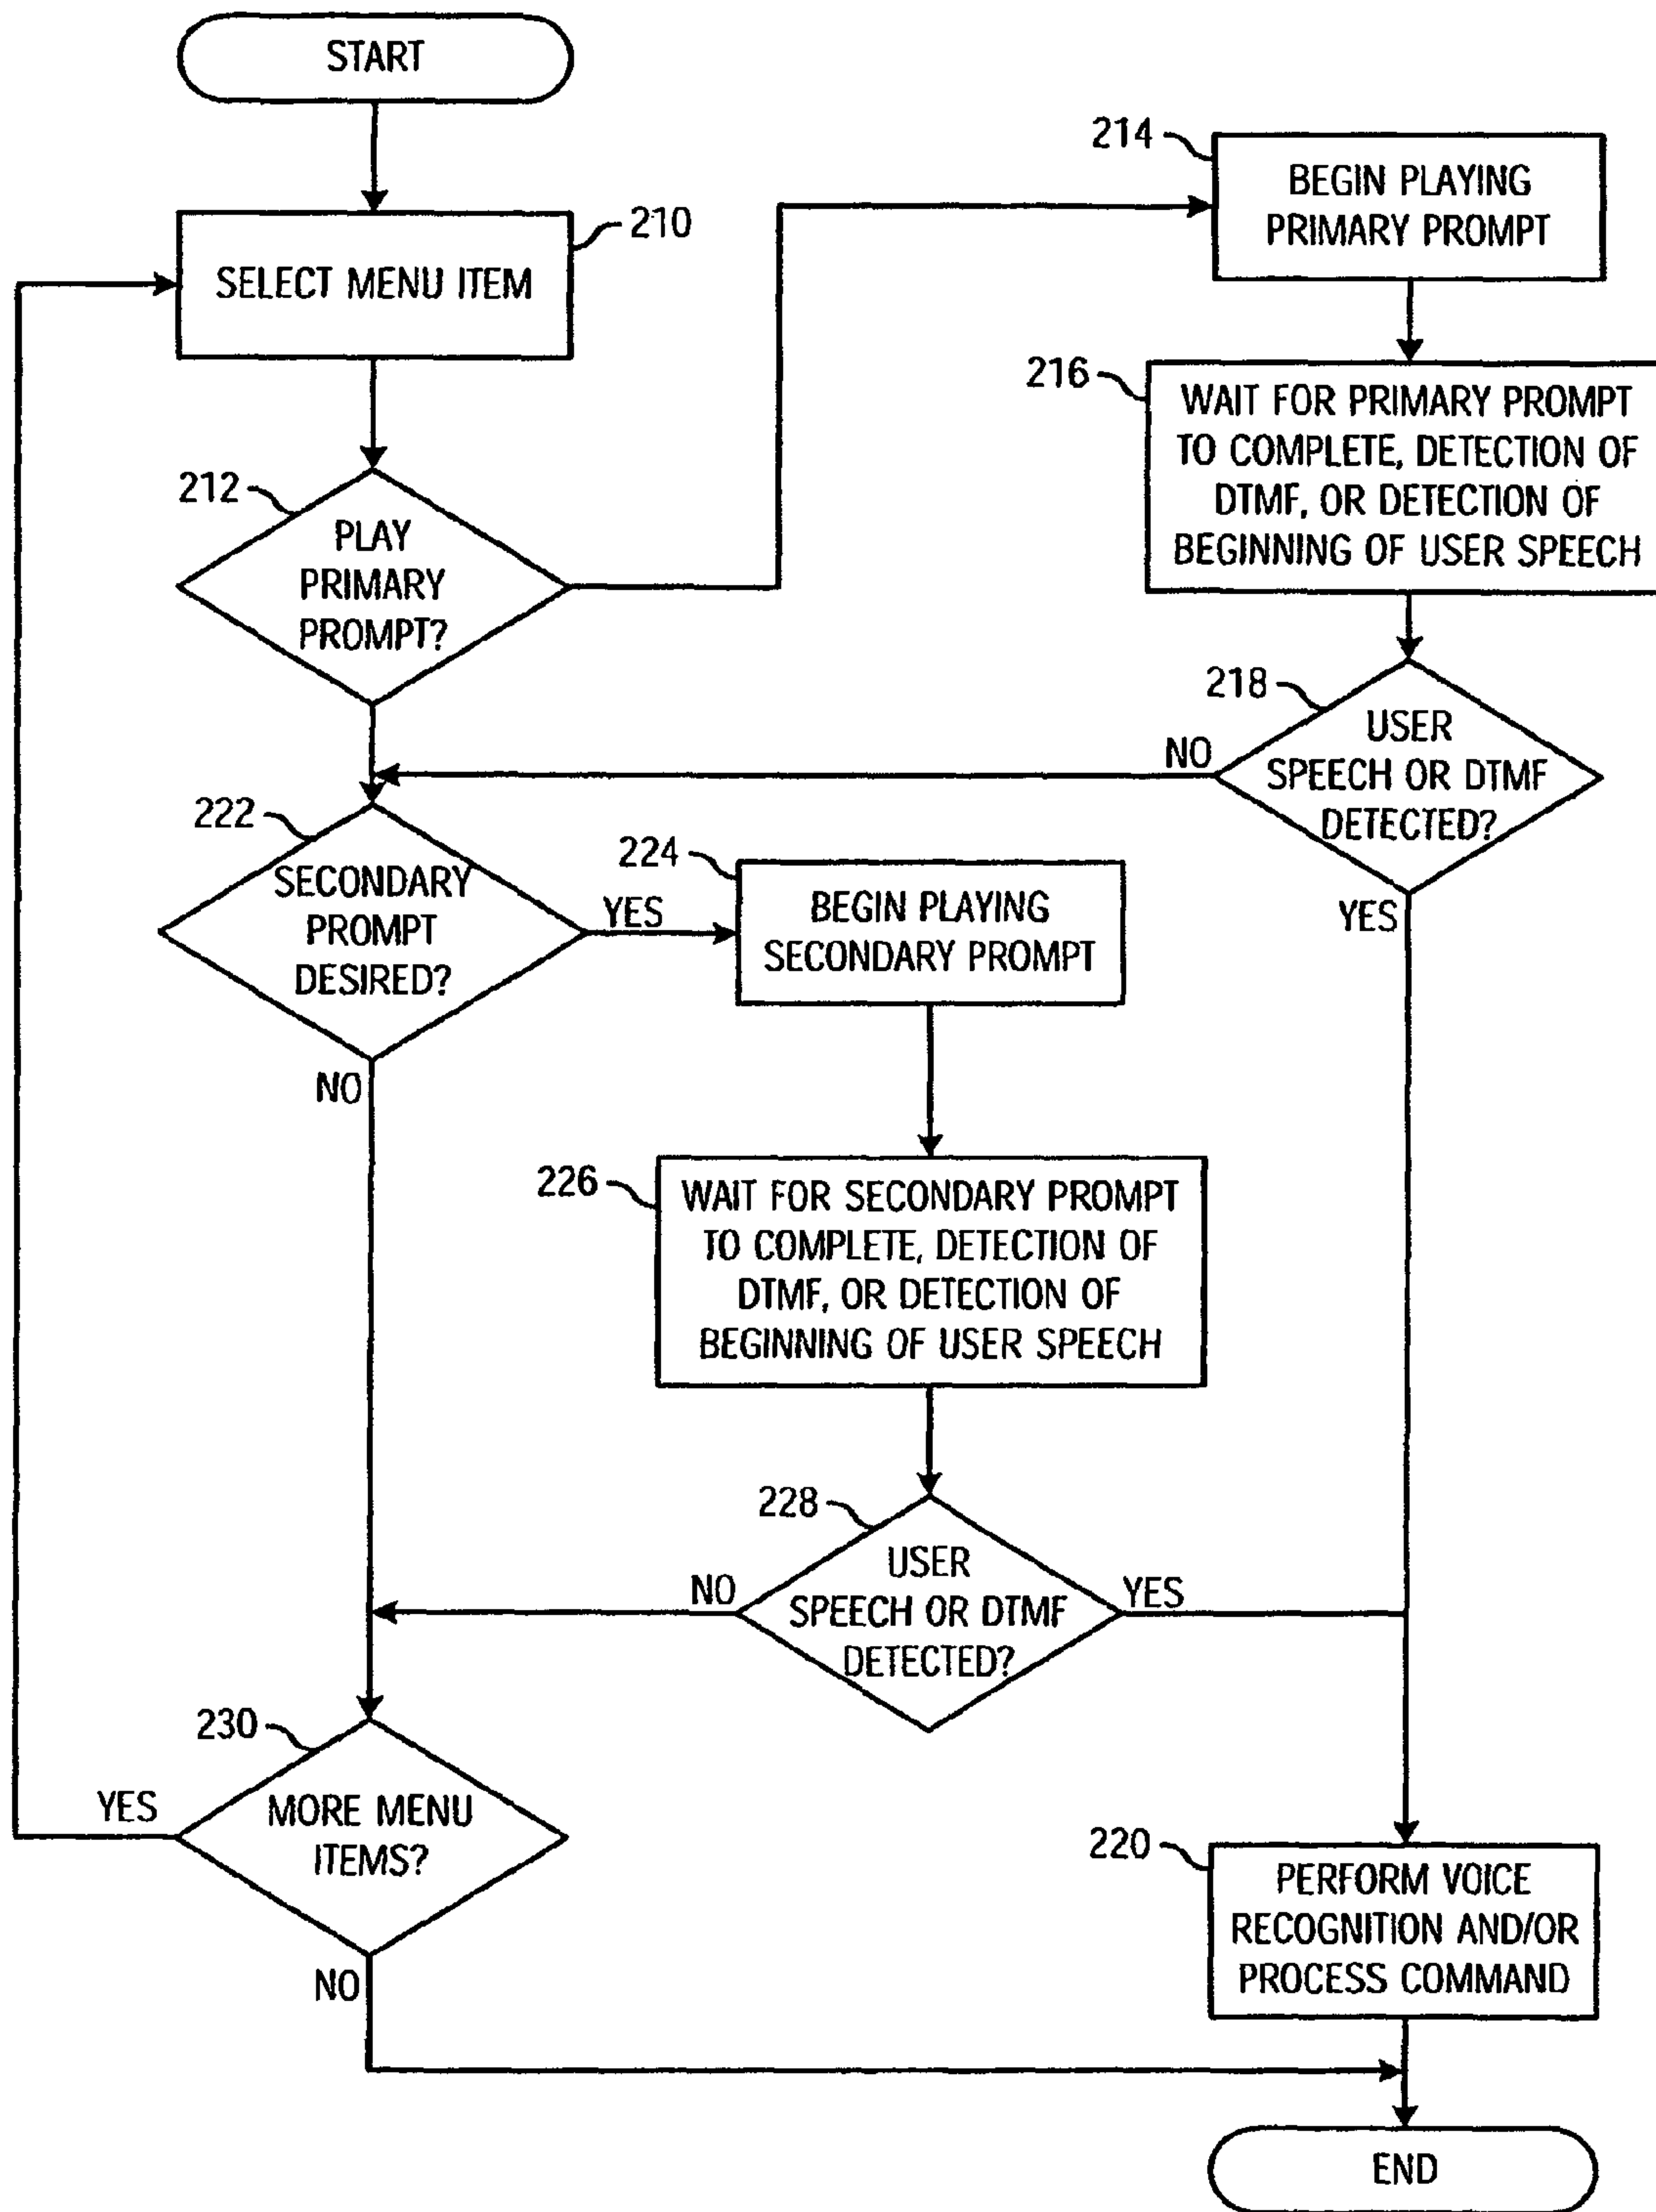 START
210
SELECT MENU ITEM
212
PLAY
PRIMARY
PROMPT?
214
BEGIN PLAYING
PRIMARY PROMPT
216
WAIT FOR PRIMARY PROMPT
TO COMPLETE, DETECTION OF
DTMF, OR DETECTION OF
BEGINNING OF USER SPEECH
218
USER
SPEECH OR DTMF
DETECTED?
NO
YES
222
SECONDARY
PROMPT
DESIRED?
YES
NO
224
BEGIN PLAYING
SECONDARY PROMPT
226
WAIT FOR SECONDARY PROMPT
TO COMPLETE, DETECTION OF
DTMF, OR DETECTION OF
BEGINNING OF USER SPEECH
228
USER
SPEECH OR DTMF
DETECTED?
NO
YES
230
MORE MENU
ITEMS?
YES
NO
220
PERFORM VOICE
RECOGNITION AND/OR
PROCESS COMMAND
END